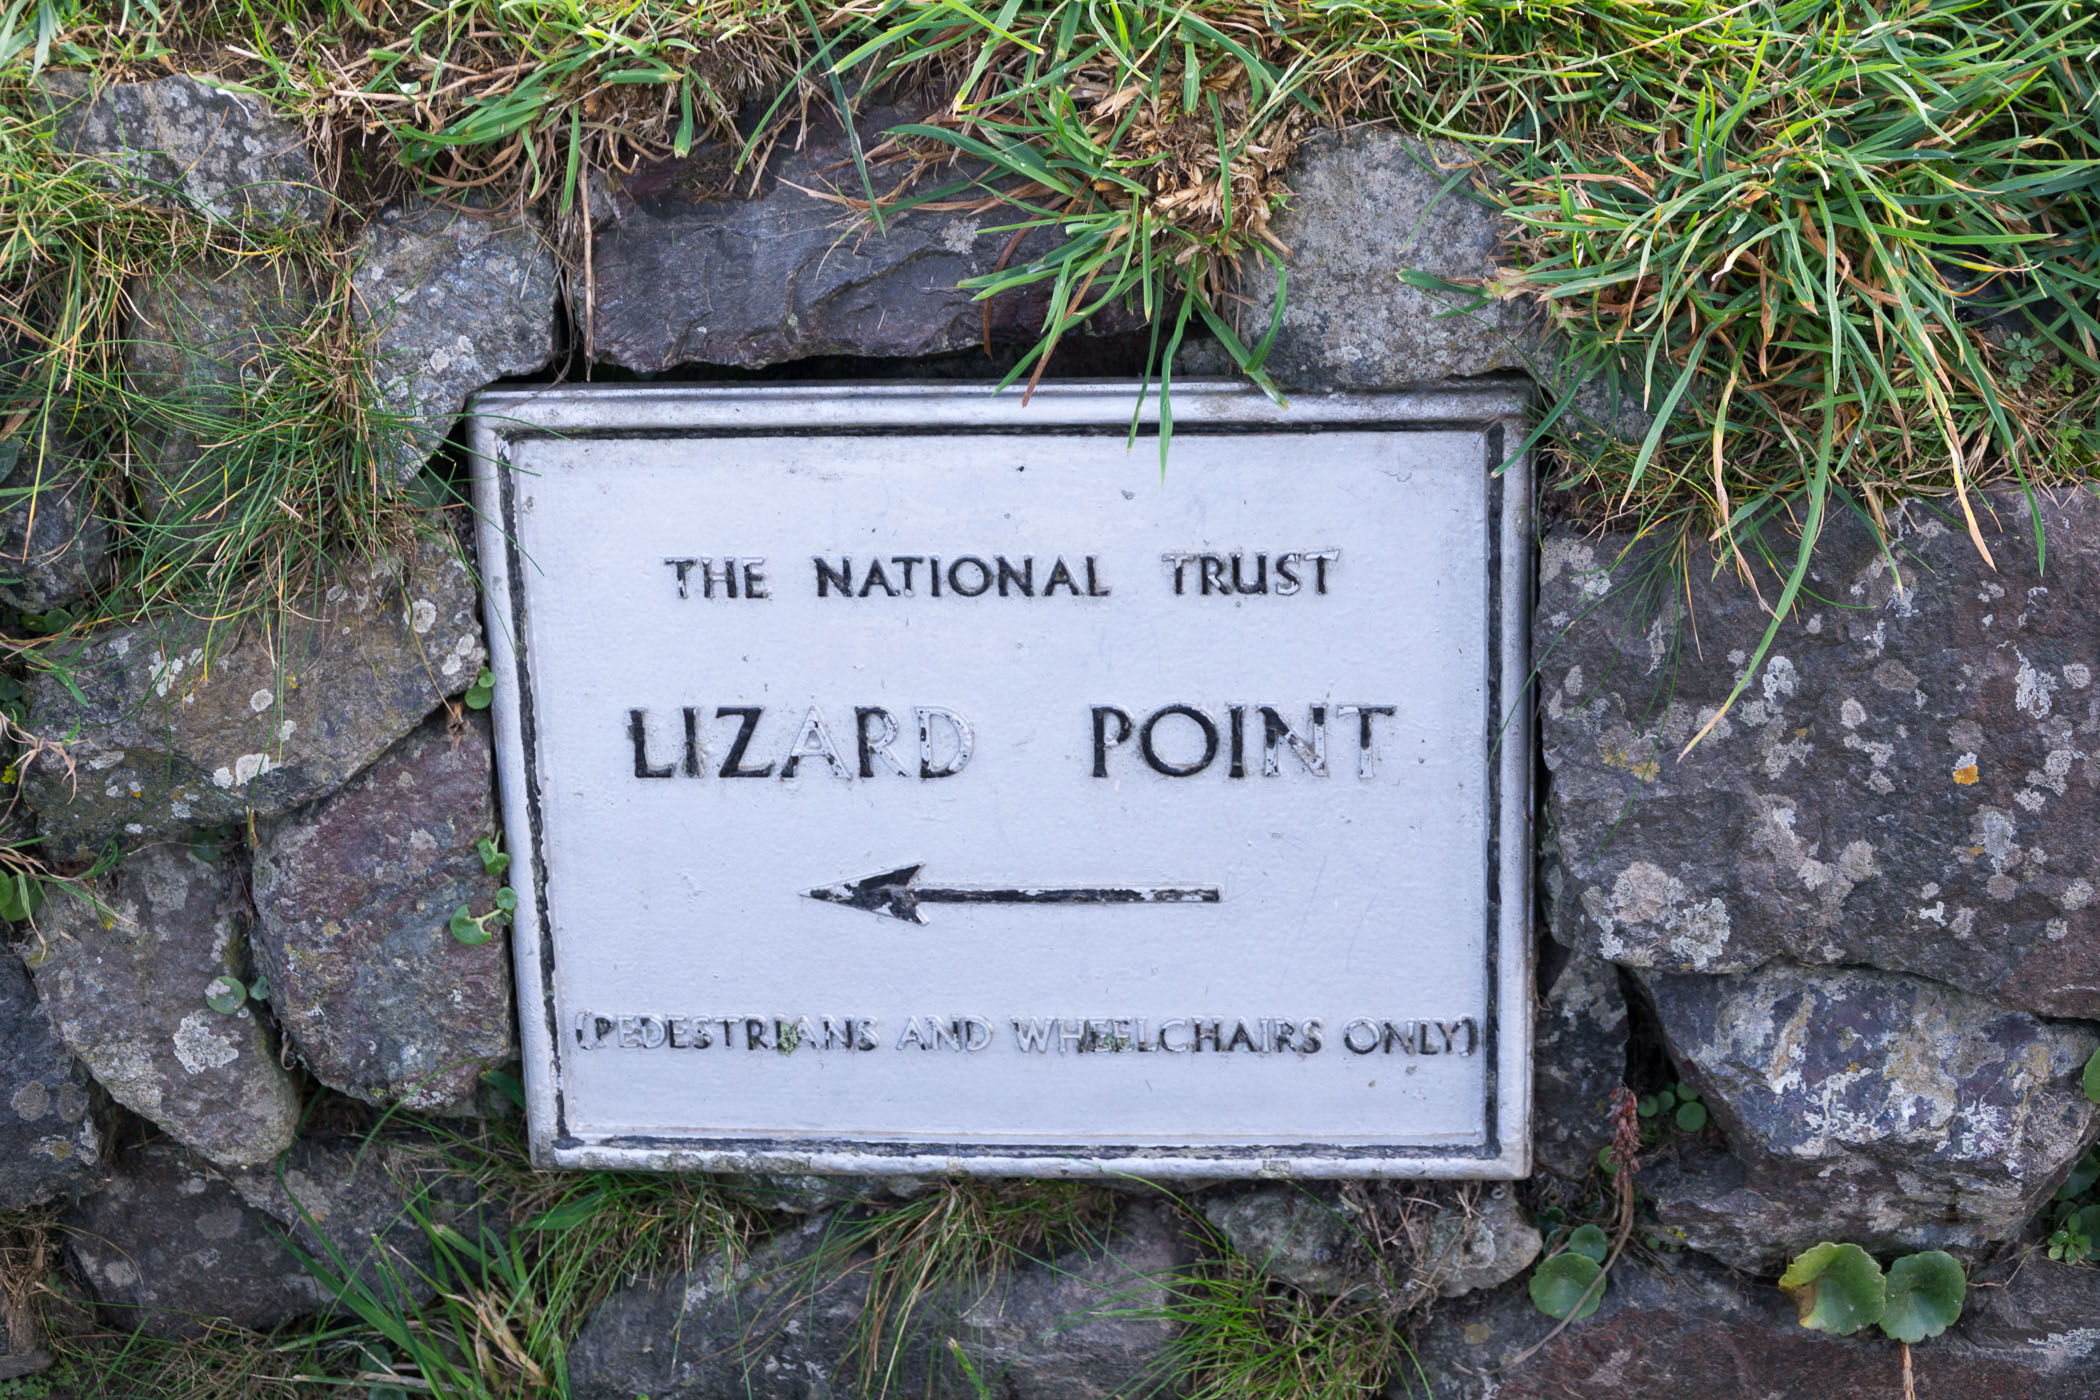 THE NATIONAL TRUST
LIZARD POINT
(PEDESTRIANS AND WHEELCHAIRS ONLY)